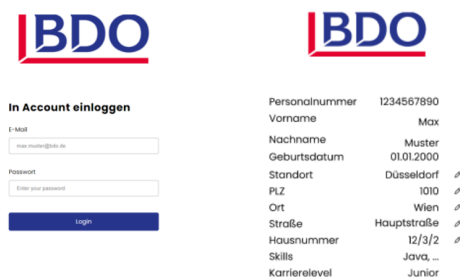 BDO
In Account einloggen
E-Mail
max.muster@bdo.de
Passwort
Enter your password
Login
BDO
Personalnummer 1234567890
Vorname Max
Nachname Muster
Geburtsdatum 01.01.2000
Standort Düsseldorf
PLZ 1010
Ort Wien
Straße Hauptstraße
Hausnummer 12/3/2
Skills Java, ...
Karrierelevel Junior